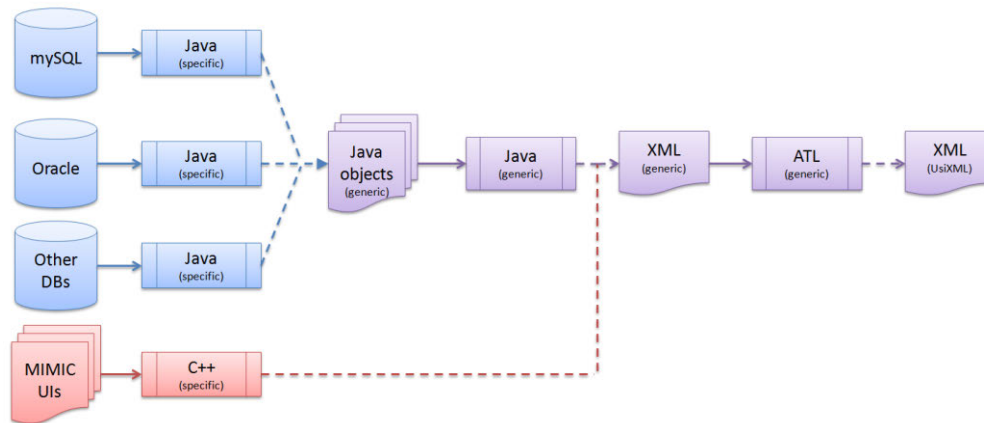 mySQL
Java
(specific)
Oracle
Java
(specific)
Java
objects
(generic)
Java
(generic)
XML
(generic)
ATL
(generic)
XML
(UsiXML)
Other
DBs
Java
(specific)
MIMIC
UIs
C++
(specific)